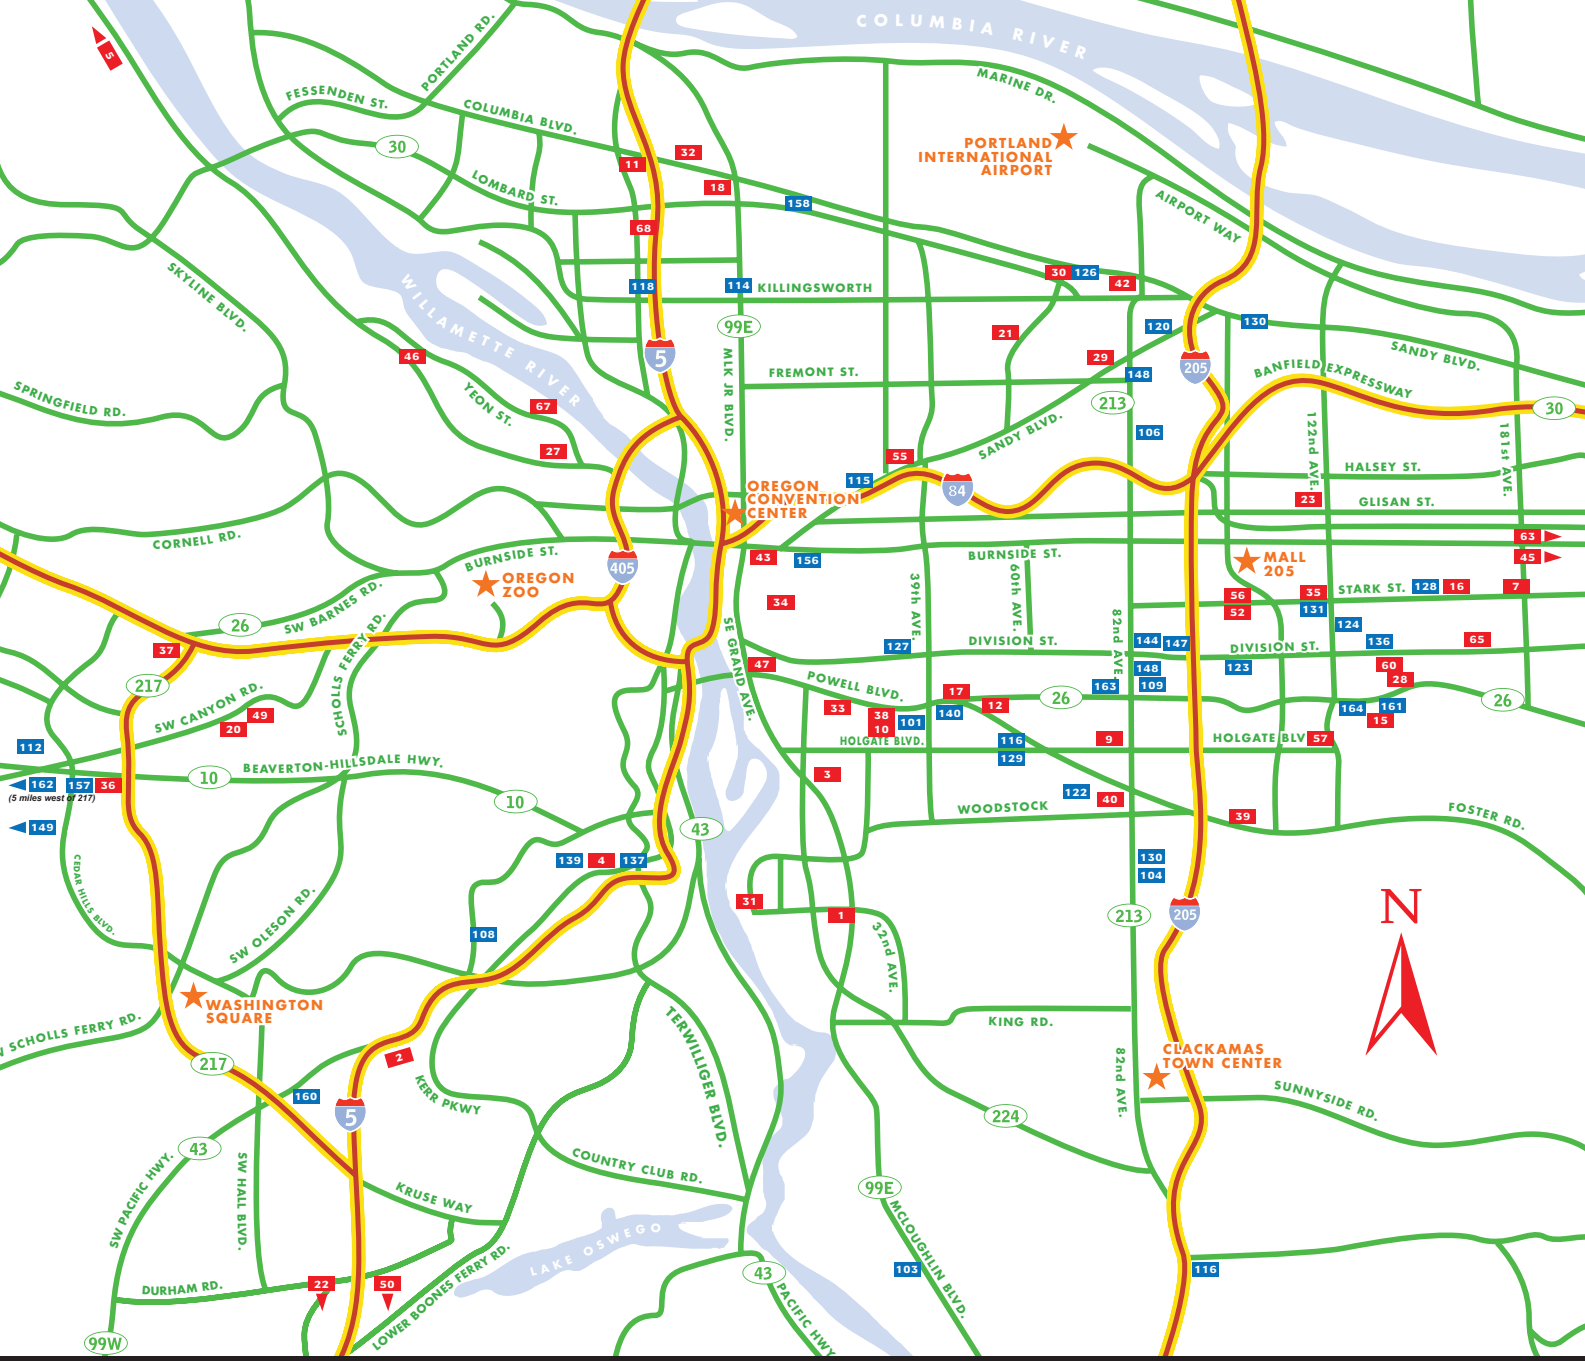 COLUMBIA RIVER
PORTLAND RD.
MARINE DR.
5
FESSENDEN ST.
COLUMBIA BLVD.
30
PORTLAND
INTERNATIONAL
AIRPORT
32
11
18
LOMBARD ST.
158
AIRPORT WAY
68
SKYLINE BLVD.
WILLAMETTE RIVER
30
126
42
118
114
KILLINGSWORTH
99E
120
130
21
5
46
MLK JR BLVD.
29
205
SANDY BLVD.
BANFIELD EXPRESSWAY
FREMONT ST.
148
SPRINGFIELD RD.
YEON ST.
67
213
30
SANDY BLVD.
106
122nd AVE.
181st AVE.
27
55
HALSEY ST.
115
84
OREGON
CONVENTION
CENTER
23
GLISAN ST.
CORNELL RD.
63
BURNSIDE ST.
43
156
BURNSIDE ST.
MALL
205
45
405
OREGON
ZOO
39th AVE.
60th AVE.
SW BARNES RD.
34
56
35
STARK ST.
128
16
7
52
131
26
82nd AVE.
124
SCHOLLS FERRY RD.
SE GRAND AVE.
127
DIVISION ST.
144
147
DIVISION ST.
136
65
37
47
148
123
60
28
217
POWELL BLVD.
163
109
SW CANYON RD.
17
12
26
26
49
33
38
101
140
164
161
20
10
15
112
HOLGATE BLVD.
116
9
HOLGATE BLV
57
129
BEAVERTON-HILLSDALE HWY.
10
3
162
157
36
(5 miles west of 217)
10
122
40
WOODSTOCK
39
FOSTER RD.
149
43
CEDAR HILLS BLVD.
139
4
137
130
104
SW OLESON RD.
31
1
213
205
N
108
32nd AVE.
WASHINGTON
SQUARE
W SCHOLLS FERRY RD.
TERWILLIGER BLVD.
KING RD.
217
2
CLACKAMAS
TOWN CENTER
82nd AVE.
KERR PKWY
160
5
SUNNYSIDE RD.
224
43
SW PACIFIC HWY.
SW HALL BLVD.
COUNTRY CLUB RD.
KRUSE WAY
99E
MCLOUGHLIN BLVD.
LAKE OSWEGO
LOWER BOONES FERRY RD.
103
116
DURHAM RD.
22
50
43
PACIFIC HWY
99W